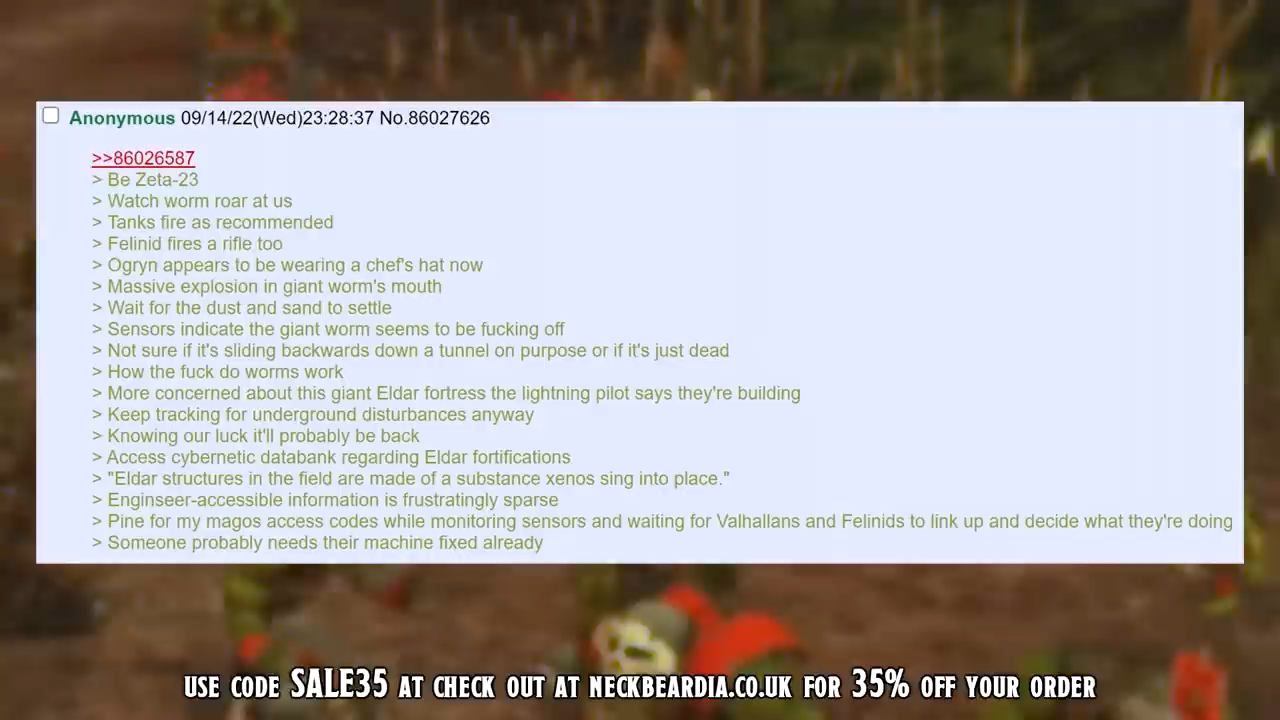 Anonymous 09/14/22(Wed)23:28:37 No.86027626
>>86026587
> Be Zeta-23
> Watch worm roar at us
> Tanks fire as recommended
> Felinid fires a rifle too
> Ogryn appears to be wearing a chef's hat now
> Massive explosion in giant worm's mouth
> Wait for the dust and sand to settle
> Sensors indicate the giant worm seems to be fucking off
> Not sure if it's sliding backwards down a tunnel on purpose or if it's just dead
> How the fuck do worms work
> More concerned about this giant Eldar fortress the lightning pilot says they're building
> Keep tracking for underground disturbances anyway
> Knowing our luck it'll probably be back
> Access cybernetic databank regarding Eldar fortifications
> "Eldar structures in the field are made of a substance xenos sing into place."
> Enginseer-accessible information is frustratingly sparse
> Pine for my magos access codes while monitoring sensors and waiting for Valhallans and Felinids to link up and decide what they're doing
> Someone probably needs their machine fixed already
USE CODE SALE35 AT CHECK OUT AT NECKBEARDIA.CO.UK FOR 35% OFF YOUR ORDER